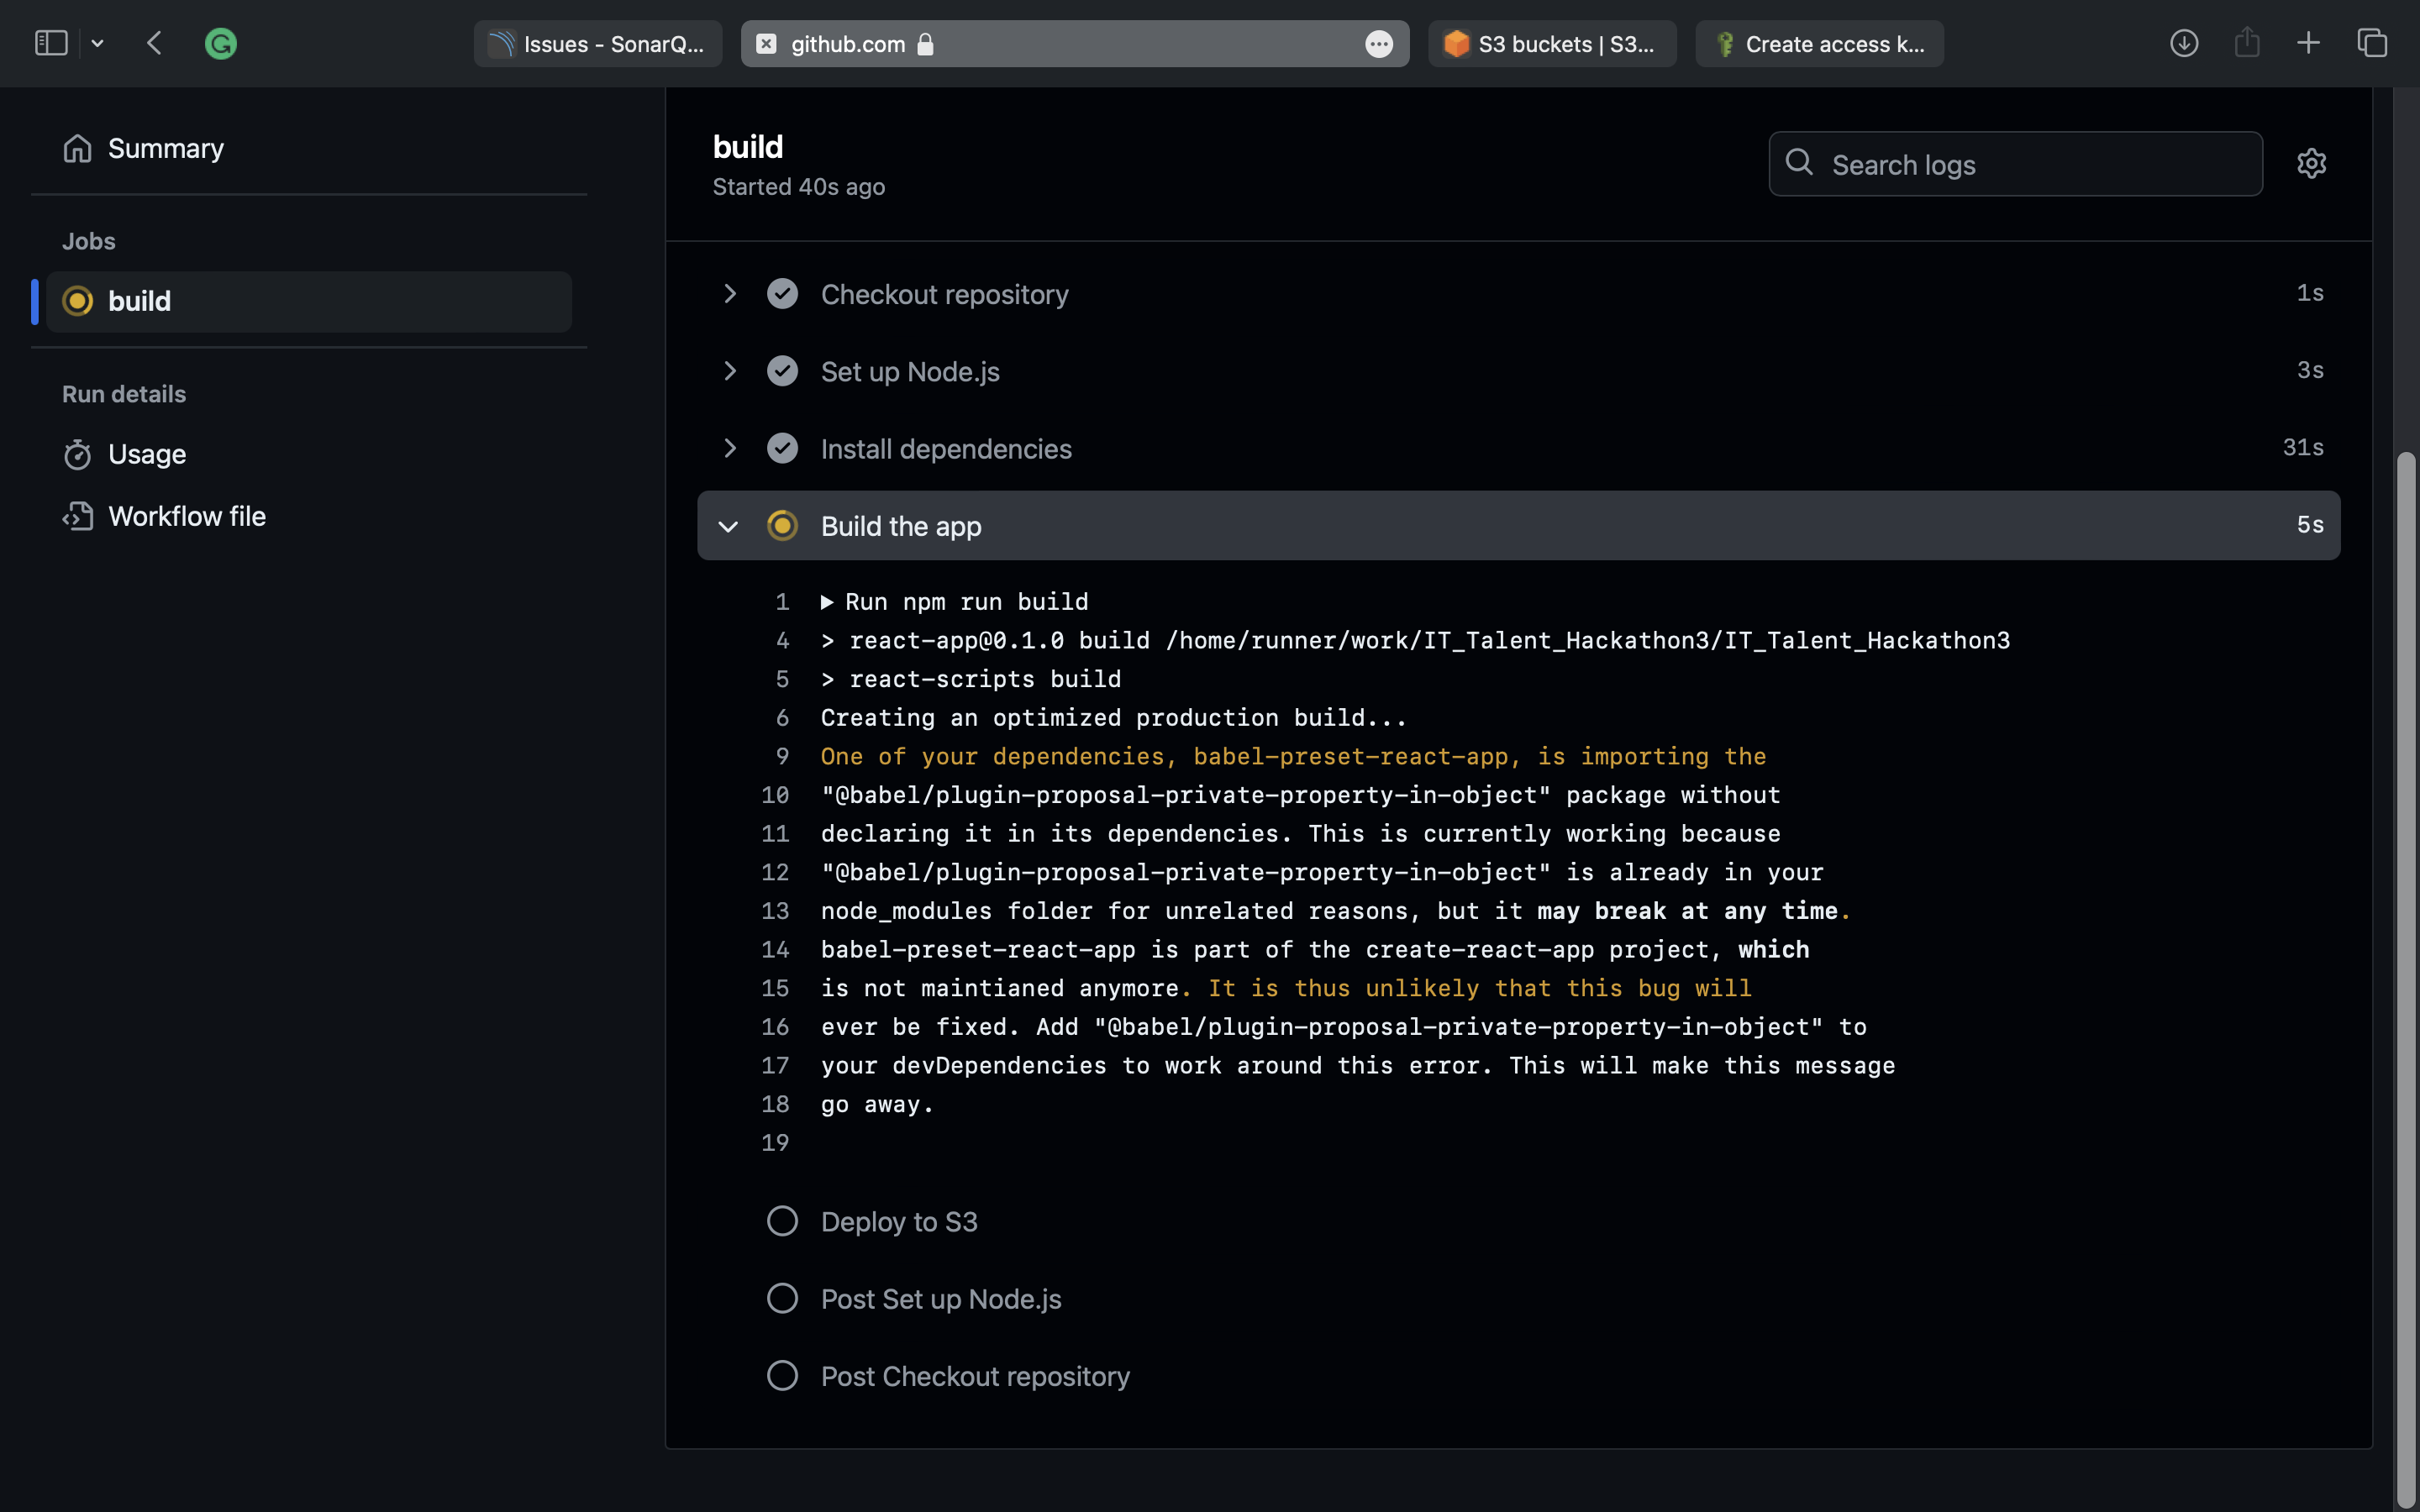 Issues - SonarQ...
github.com
S3 buckets | S3...
Create access k...
Summary
Jobs
build
Run details
Usage
Workflow file
build
Started 40s ago
Search logs
Checkout repository 1s
Set up Node.js 3s
Install dependencies 31s
Build the app 5s
1 Run npm run build
4 > react-app@0.1.0 build /home/runner/work/IT_Talent_Hackathon3/IT_Talent_Hackathon3
5 > react-scripts build
6 Creating an optimized production build...
9 One of your dependencies, babel-preset-react-app, is importing the
10 "@babel/plugin-proposal-private-property-in-object" package without
11 declaring it in its dependencies. This is currently working because
12 "@babel/plugin-proposal-private-property-in-object" is already in your
13 node_modules folder for unrelated reasons, but it may break at any time.
14 babel-preset-react-app is part of the create-react-app project, which
15 is not maintianed anymore. It is thus unlikely that this bug will
16 ever be fixed. Add "@babel/plugin-proposal-private-property-in-object" to
17 your devDependencies to work around this error. This will make this message
18 go away.
19
Deploy to S3
Post Set up Node.js
Post Checkout repository